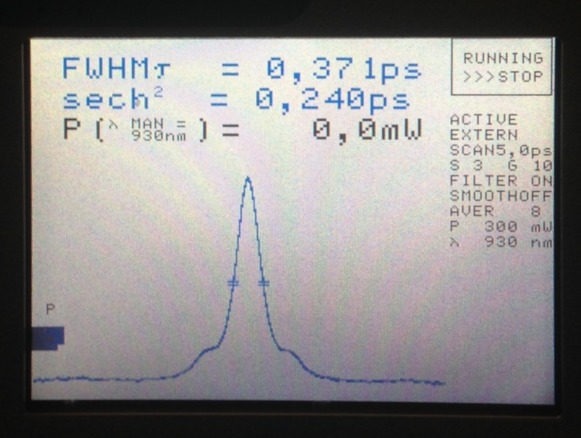 FWHMτ = 0,371ps
sech² = 0,240ps
P (λ MAN = 930nm) = 0,0mW
RUNNING
>>>STOP
ACTIVE
EXTERN
SCAN5,0ps
S 3 G 10
FILTER ON
SMOOTHOFF
AVER 8
P 300 mW
λ 930 nm
P